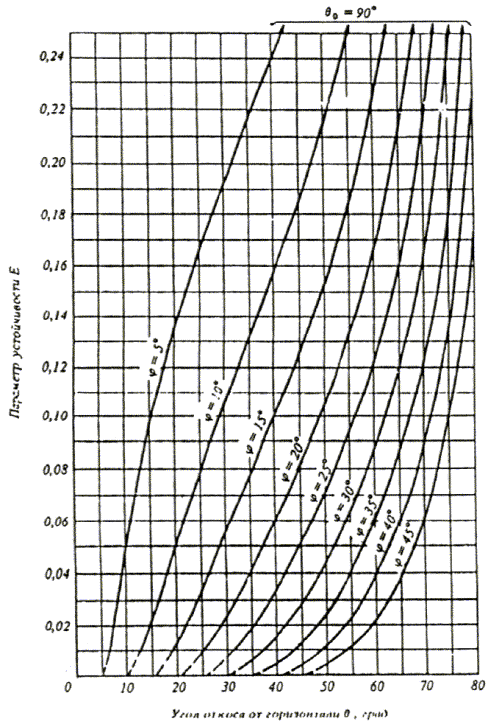 θ₀ = 90°
0,24
0,22
0,20
0,18
0,16
0,14
0,12
0,10
0,08
0,06
0,04
0,02
Параметр устойчивости E
φ = 5°
φ = 10°
φ = 15°
φ = 20°
φ = 25°
φ = 30°
φ = 35°
φ = 40°
φ = 45°
0 10 20 30 40 50 60 70 80
Угол откоса от горизонтали θ, град